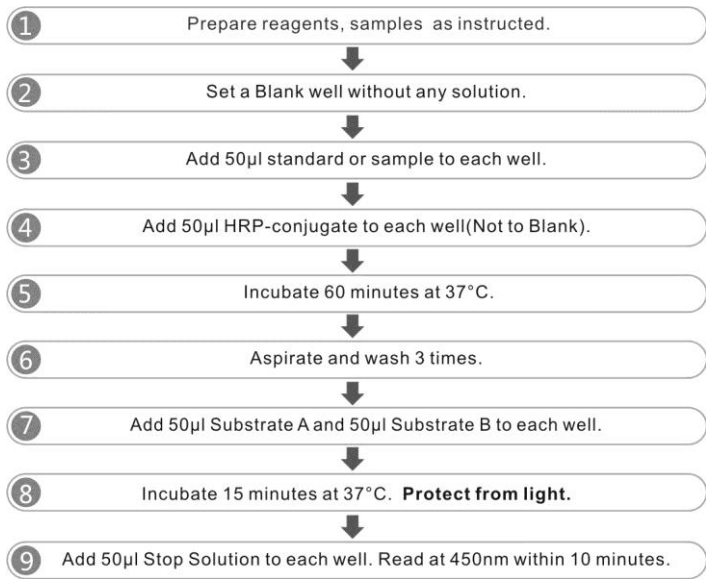 1 Prepare reagents, samples as instructed.
2 Set a Blank well without any solution.
3 Add 50µl standard or sample to each well.
4 Add 50µl HRP-conjugate to each well(Not to Blank).
5 Incubate 60 minutes at 37°C.
6 Aspirate and wash 3 times.
7 Add 50µl Substrate A and 50µl Substrate B to each well.
8 Incubate 15 minutes at 37°C. Protect from light.
9 Add 50µl Stop Solution to each well. Read at 450nm within 10 minutes.